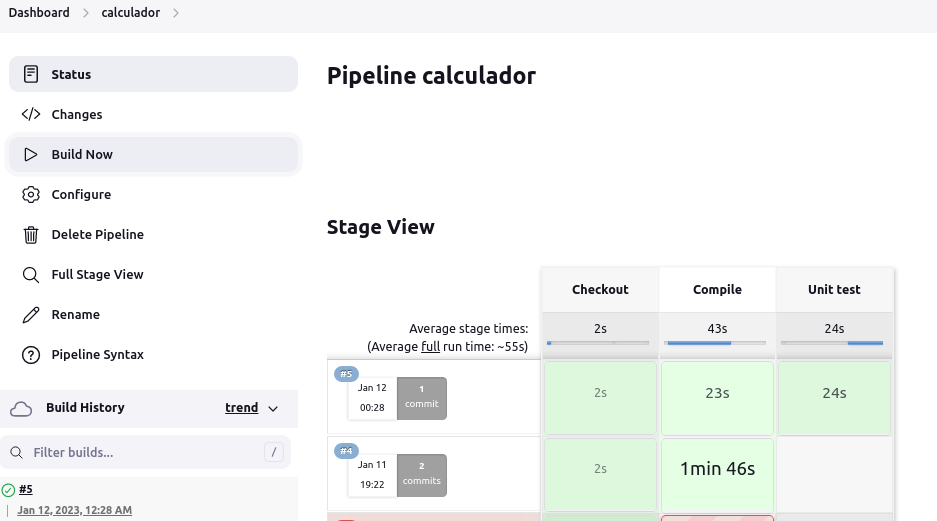 Dashboard > calculador >
Status
Changes
Build Now
Configure
Delete Pipeline
Full Stage View
Rename
Pipeline Syntax
Build History trend
Filter builds... /
#5
Jan 12, 2023, 12:28 AM
Pipeline calculador
Stage View
Checkout Compile Unit test
Average stage times: 2s 43s 24s
(Average full run time: ~55s)
#5
Jan 12 1
00:28 commit
2s 23s 24s
#4
Jan 11 2
19:22 commits
2s 1min 46s